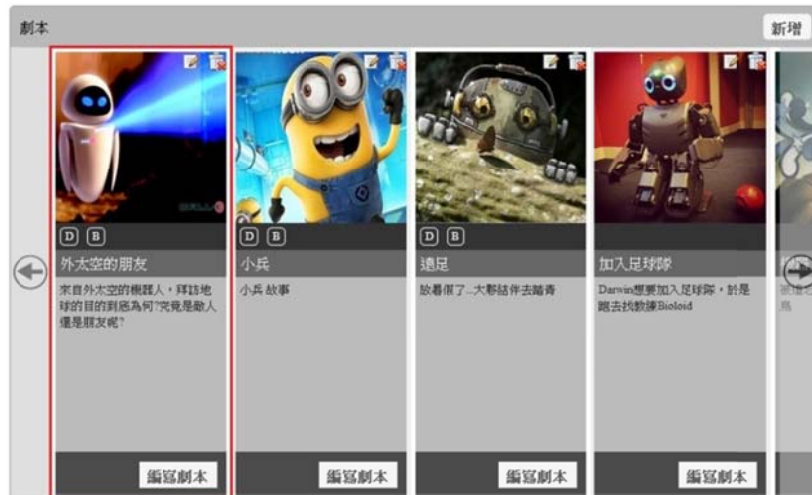 劇本
新增
D B
外太空的朋友
來自外太空的機器人,拜訪地
球的目的到底為何?究竟是敵人
還是朋友呢?
編寫劇本
D B
小兵
小兵 故事
編寫劇本
D B
遠足
放暑假了...大夥結伴去踏青
編寫劇本
加入足球隊
Darwin想要加入足球隊,於是
跑去找教練Bioloid
編寫劇本